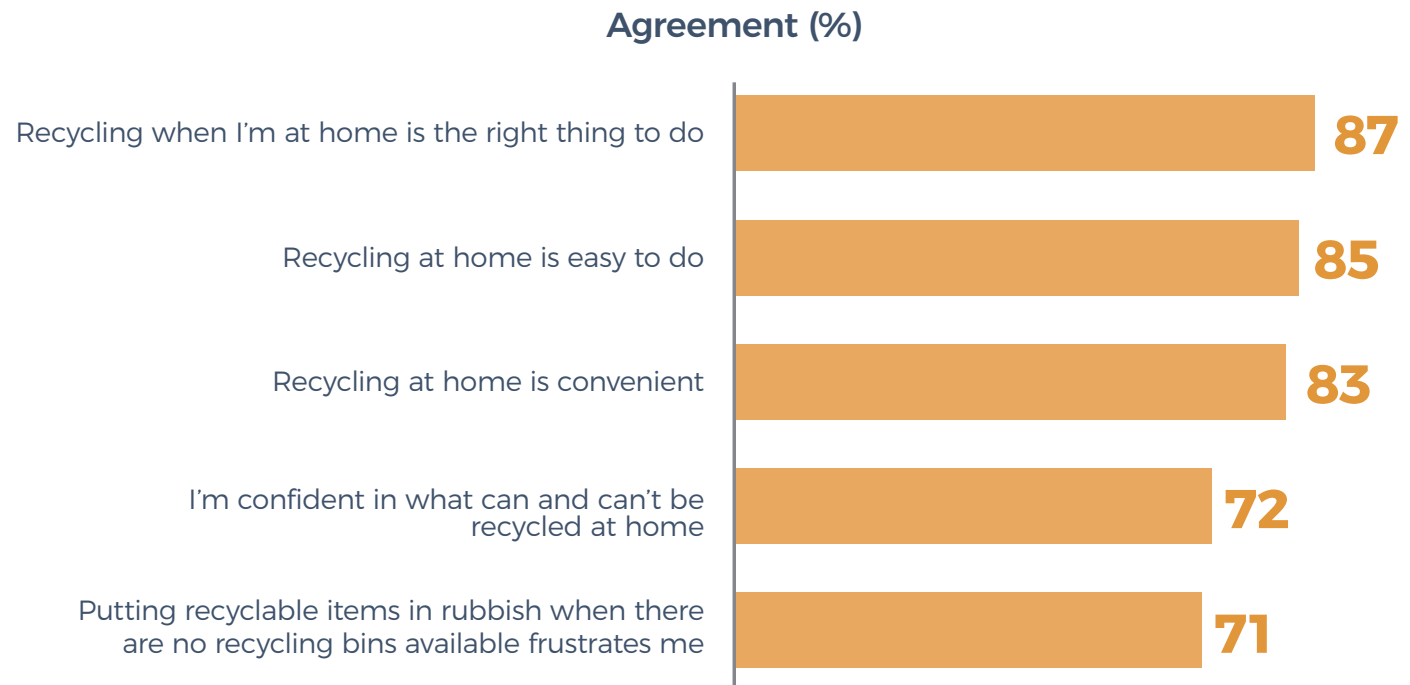 Agreement (%)
Recycling when I’m at home is the right thing to do
87
Recycling at home is easy to do
85
Recycling at home is convenient
83
I’m confident in what can and can’t be
recycled at home
72
Putting recyclable items in rubbish when there
are no recycling bins available frustrates me
71